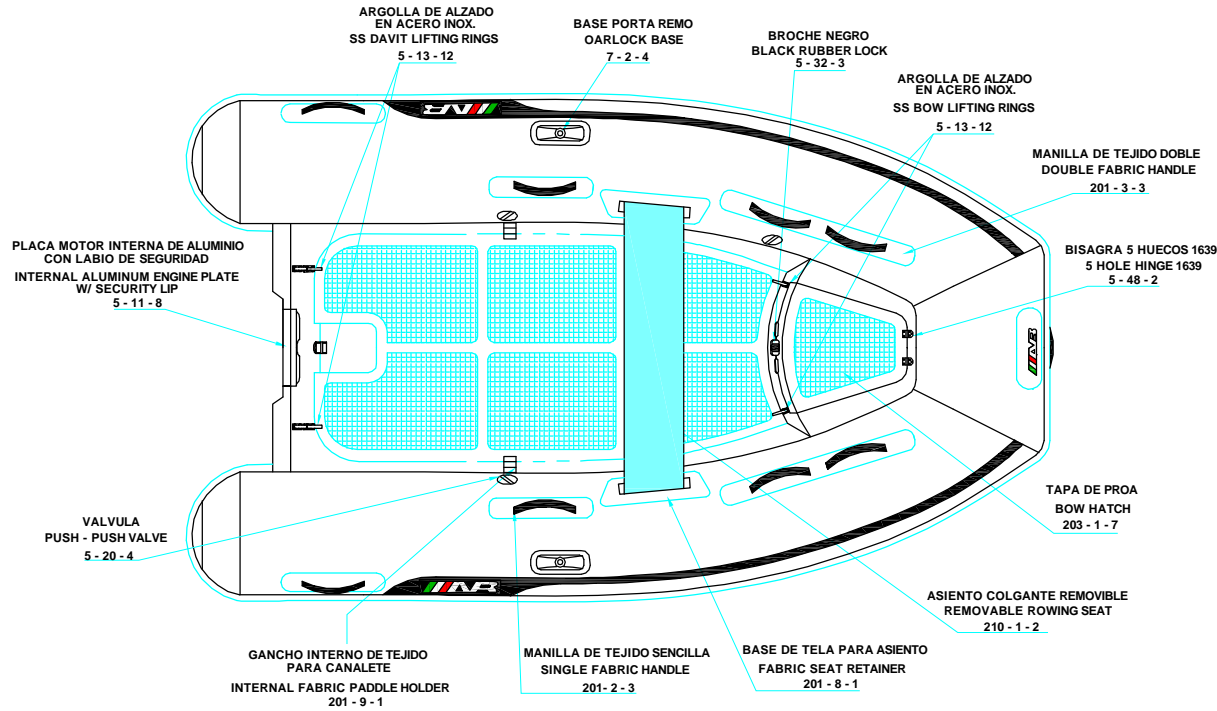 ARGOLLA DE ALZADO
EN ACERO INOX.
SS DAVIT LIFTING RINGS
5 - 13 - 12
BASE PORTA REMO
OARLOCK BASE
7 - 2 - 4
BROCHE NEGRO
BLACK RUBBER LOCK
5 - 32 - 3
ARGOLLA DE ALZADO
EN ACERO INOX.
SS BOW LIFTING RINGS
5 - 13 - 12
MANILLA DE TEJIDO DOBLE
DOUBLE FABRIC HANDLE
201 - 3 - 3
PLACA MOTOR INTERNA DE ALUMINIO
CON LABIO DE SEGURIDAD
INTERNAL ALUMINUM ENGINE PLATE
W/ SECURITY LIP
5 - 11 - 8
BISAGRA 5 HUECOS 1639
5 HOLE HINGE 1639
5 - 48 - 2
AB
AB
AB
VALVULA
PUSH - PUSH VALVE
5 - 20 - 4
TAPA DE PROA
BOW HATCH
203 - 1 - 7
ASIENTO COLGANTE REMOVIBLE
REMOVABLE ROWING SEAT
210 - 1 - 2
GANCHO INTERNO DE TEJIDO
PARA CANALETE
INTERNAL FABRIC PADDLE HOLDER
201 - 9 - 1
MANILLA DE TEJIDO SENCILLA
SINGLE FABRIC HANDLE
201- 2 - 3
BASE DE TELA PARA ASIENTO
FABRIC SEAT RETAINER
201 - 8 - 1